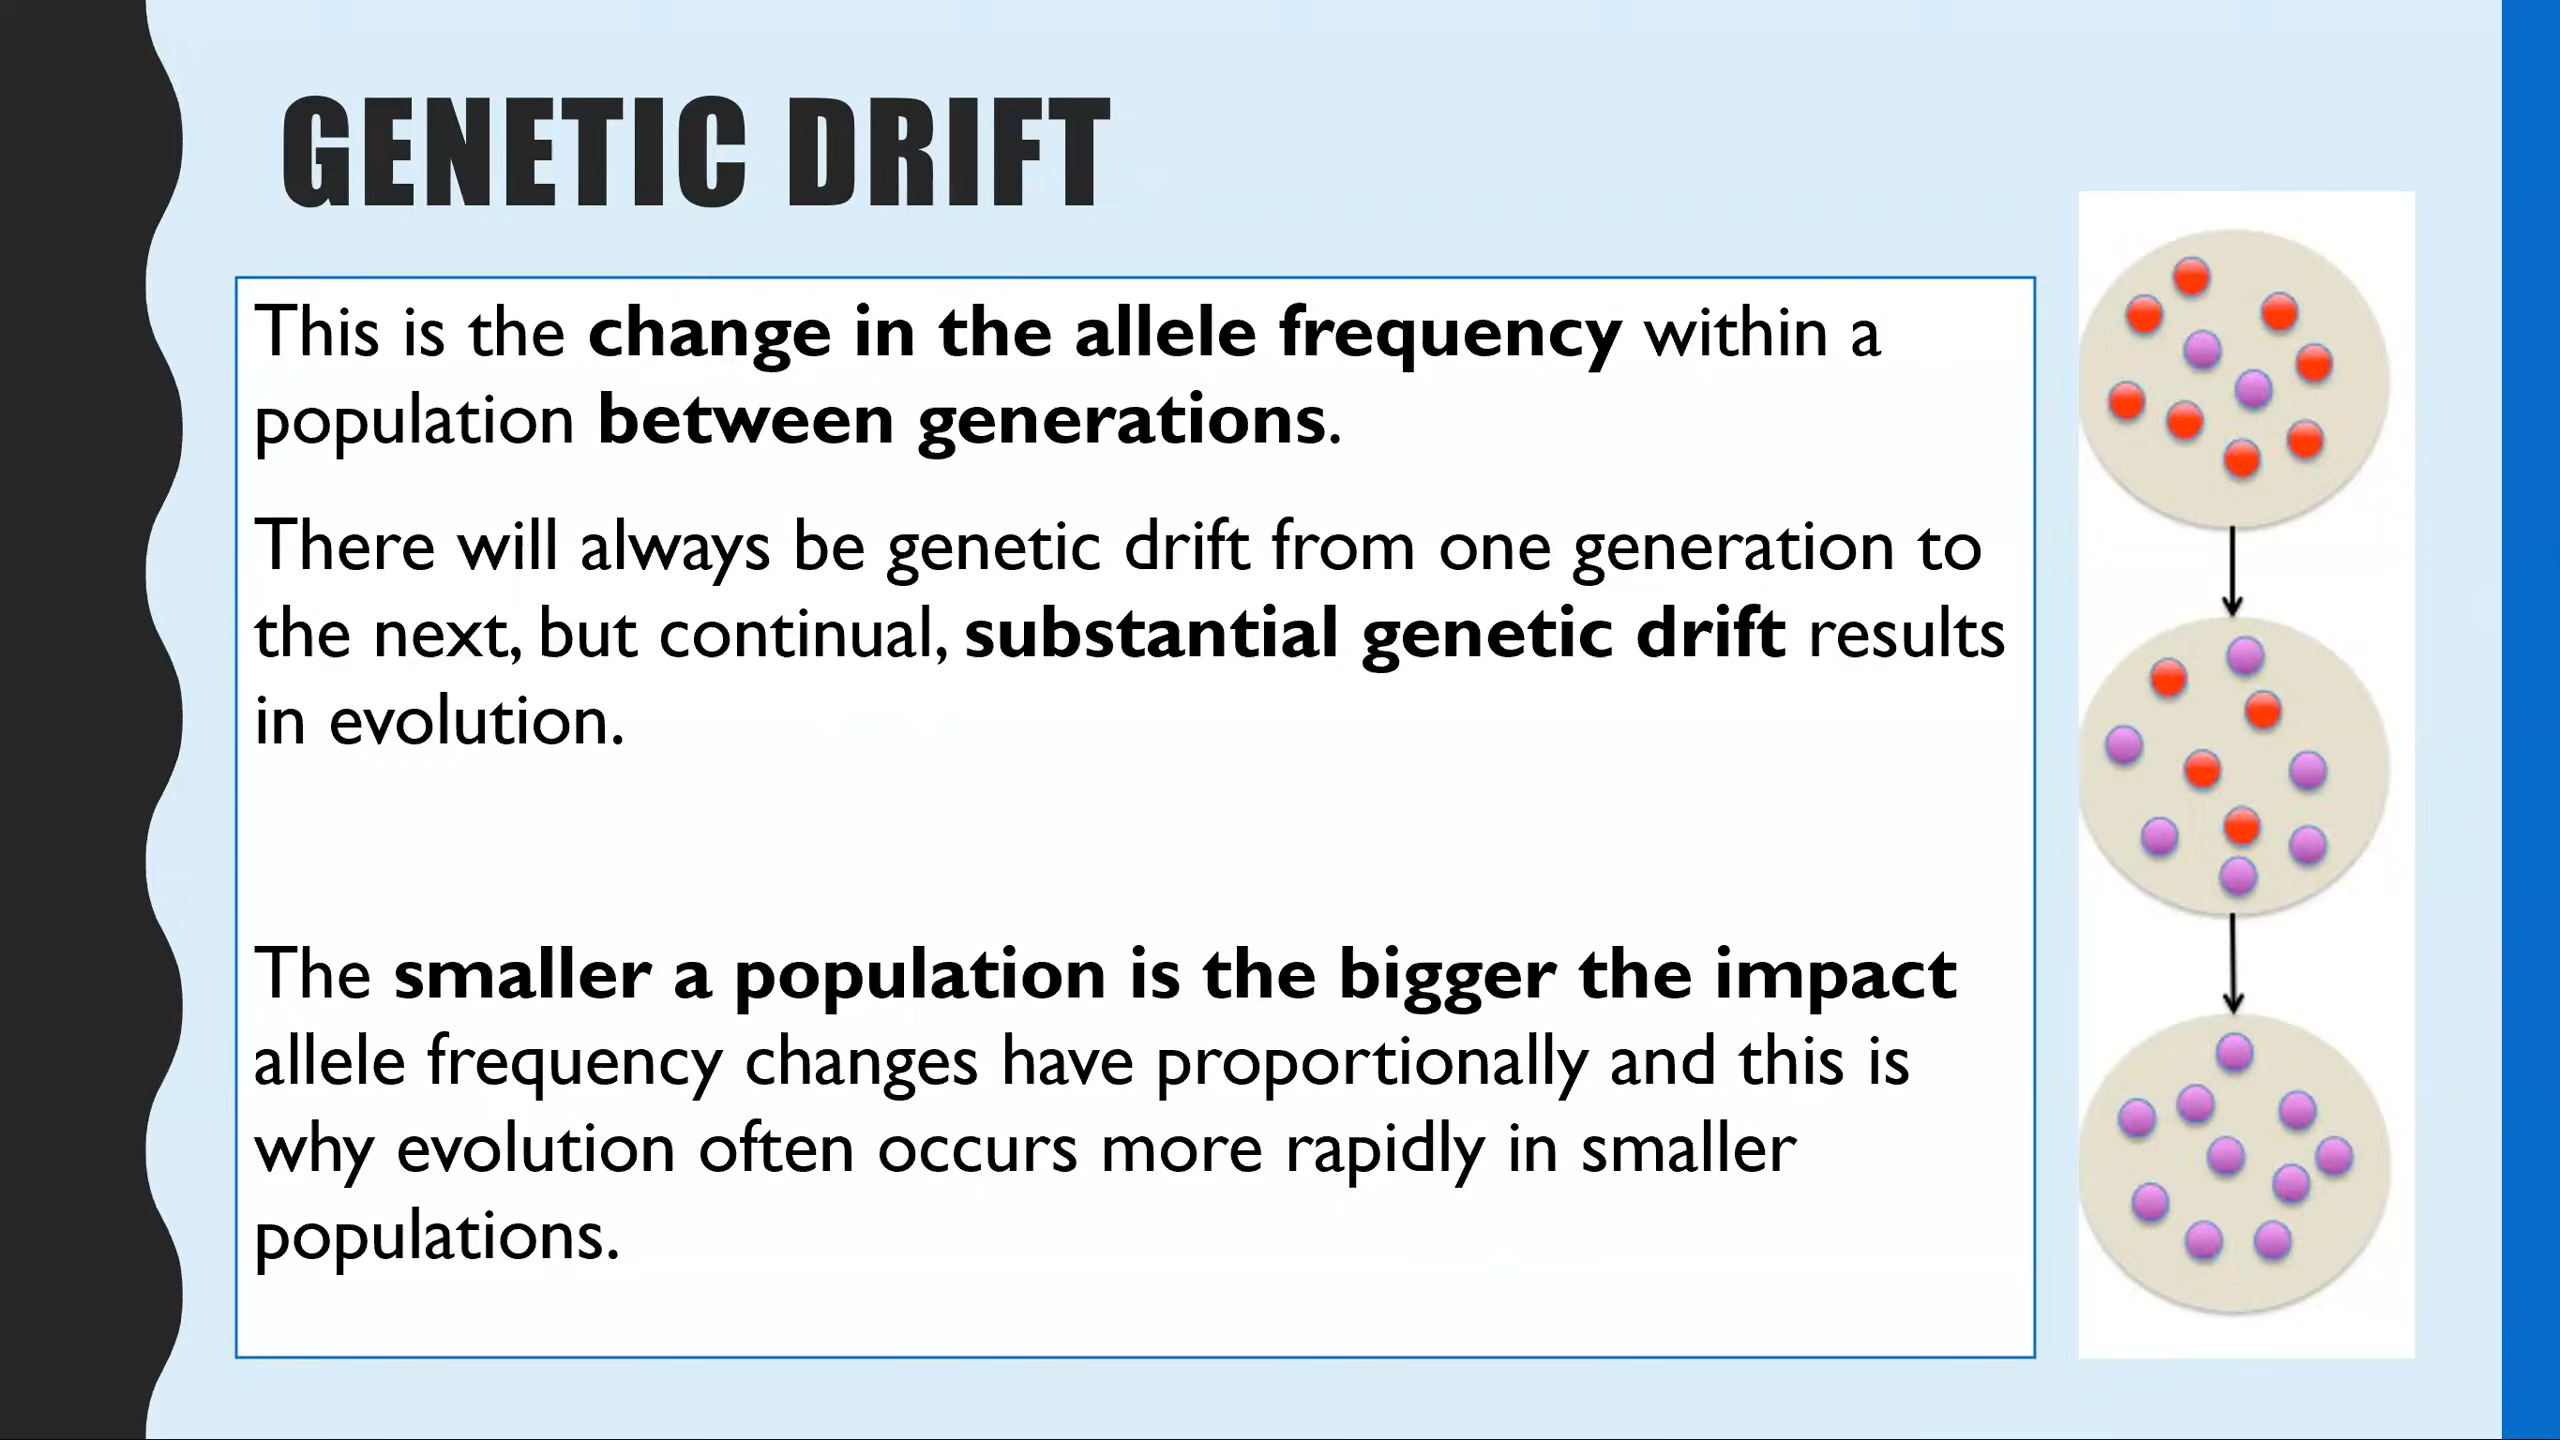 GENETIC DRIFT
This is the change in the allele frequency within a
population between generations.
There will always be genetic drift from one generation to
the next, but continual, substantial genetic drift results
in evolution.
The smaller a population is the bigger the impact
allele frequency changes have proportionally and this is
why evolution often occurs more rapidly in smaller
populations.